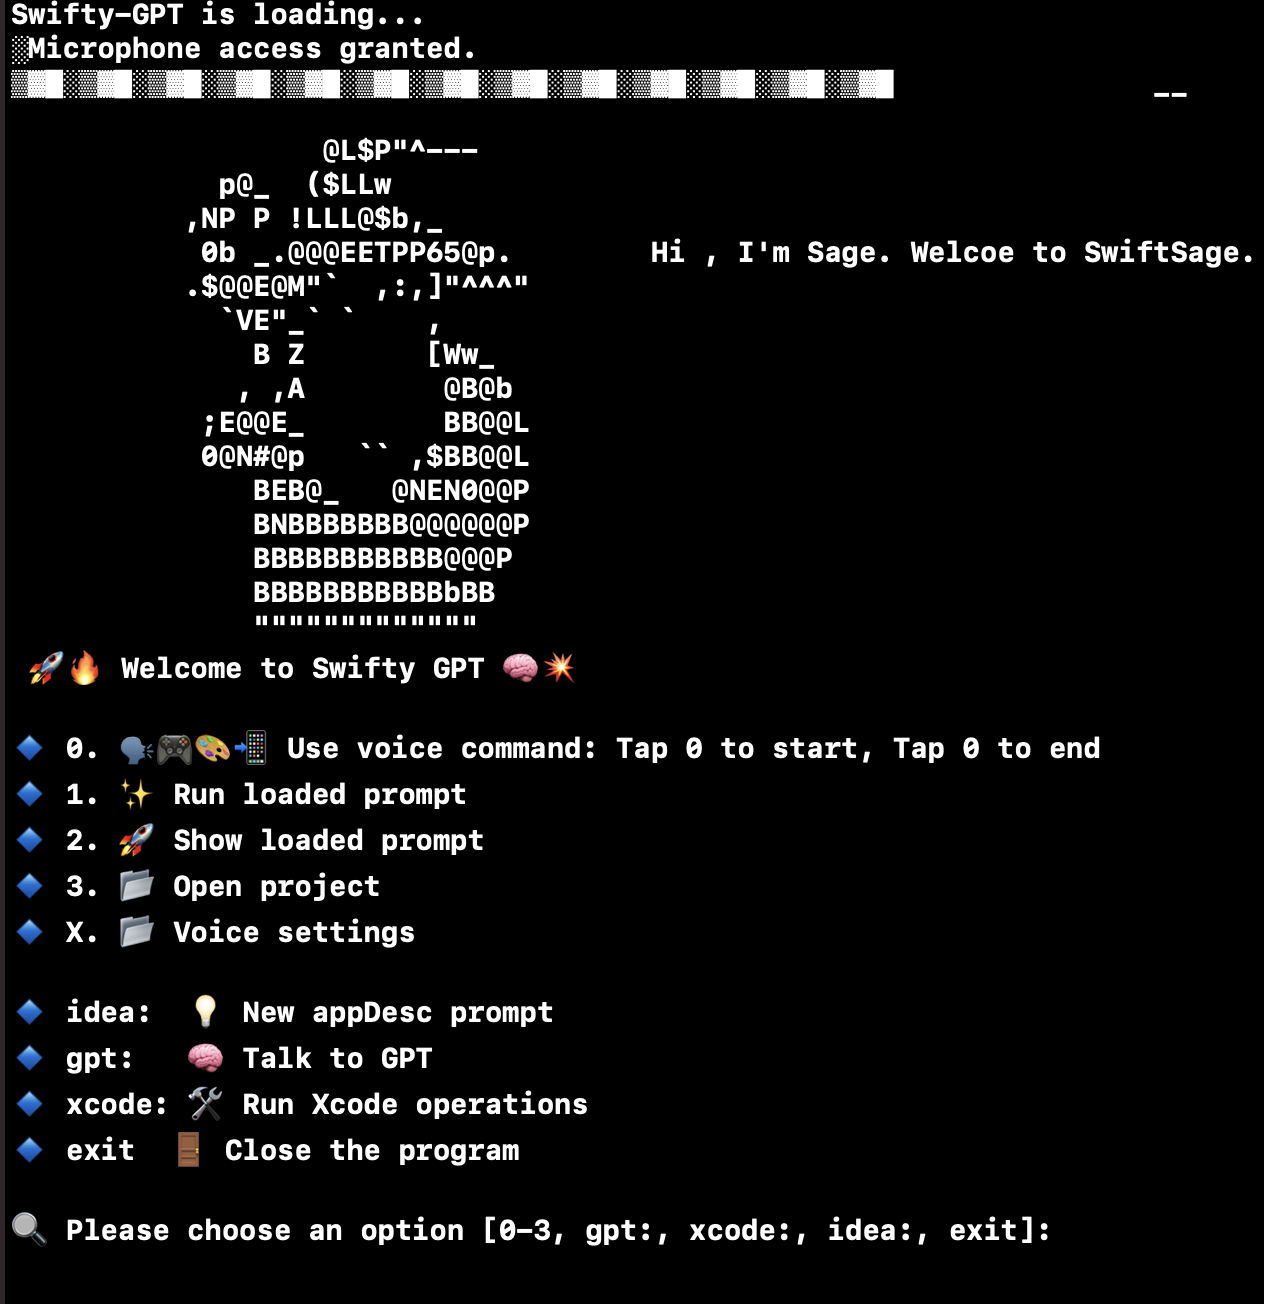 Swifty-GPT is loading...
░Microphone access granted.
▒▓█░▒▓█░▒▓█░▒▓█░▒▓█░▒▓█░▒▓█░▒▓█░▒▓█░▒▓█░▒▓█░▒▓█░▒▓█               __
                  @L$P"^---
            p@_  ($LLw
          ,NP P !LLL@$b,_
           0b _.@@@EETPP65@p.        Hi , I'm Sage. Welcoe to SwiftSage.
          .$@@E@M"`  ,:,]"^^^"
            `VE"_` `    ,
              B Z       [Ww_
             , ,A        @B@b
           ;E@@E_        BB@@L
           0@N#@p   `` ,$BB@@L
              BEB@_   @NEN0@@P
              BNBBBBBBB@@@@@@P
              BBBBBBBBBBB@@@P
              BBBBBBBBBBBbBB
              """""""""""""
🚀🔥 Welcome to Swifty GPT 🧠💥
🔷 0. 🗣️🎮🎨📲 Use voice command: Tap 0 to start, Tap 0 to end
🔷 1. ✨ Run loaded prompt
🔷 2. 🚀 Show loaded prompt
🔷 3. 📂 Open project
🔷 X. 📂 Voice settings
🔷 idea:  💡 New appDesc prompt
🔷 gpt:   🧠 Talk to GPT
🔷 xcode: 🛠️ Run Xcode operations
🔷 exit  🚪 Close the program
🔍 Please choose an option [0-3, gpt:, xcode:, idea:, exit]: